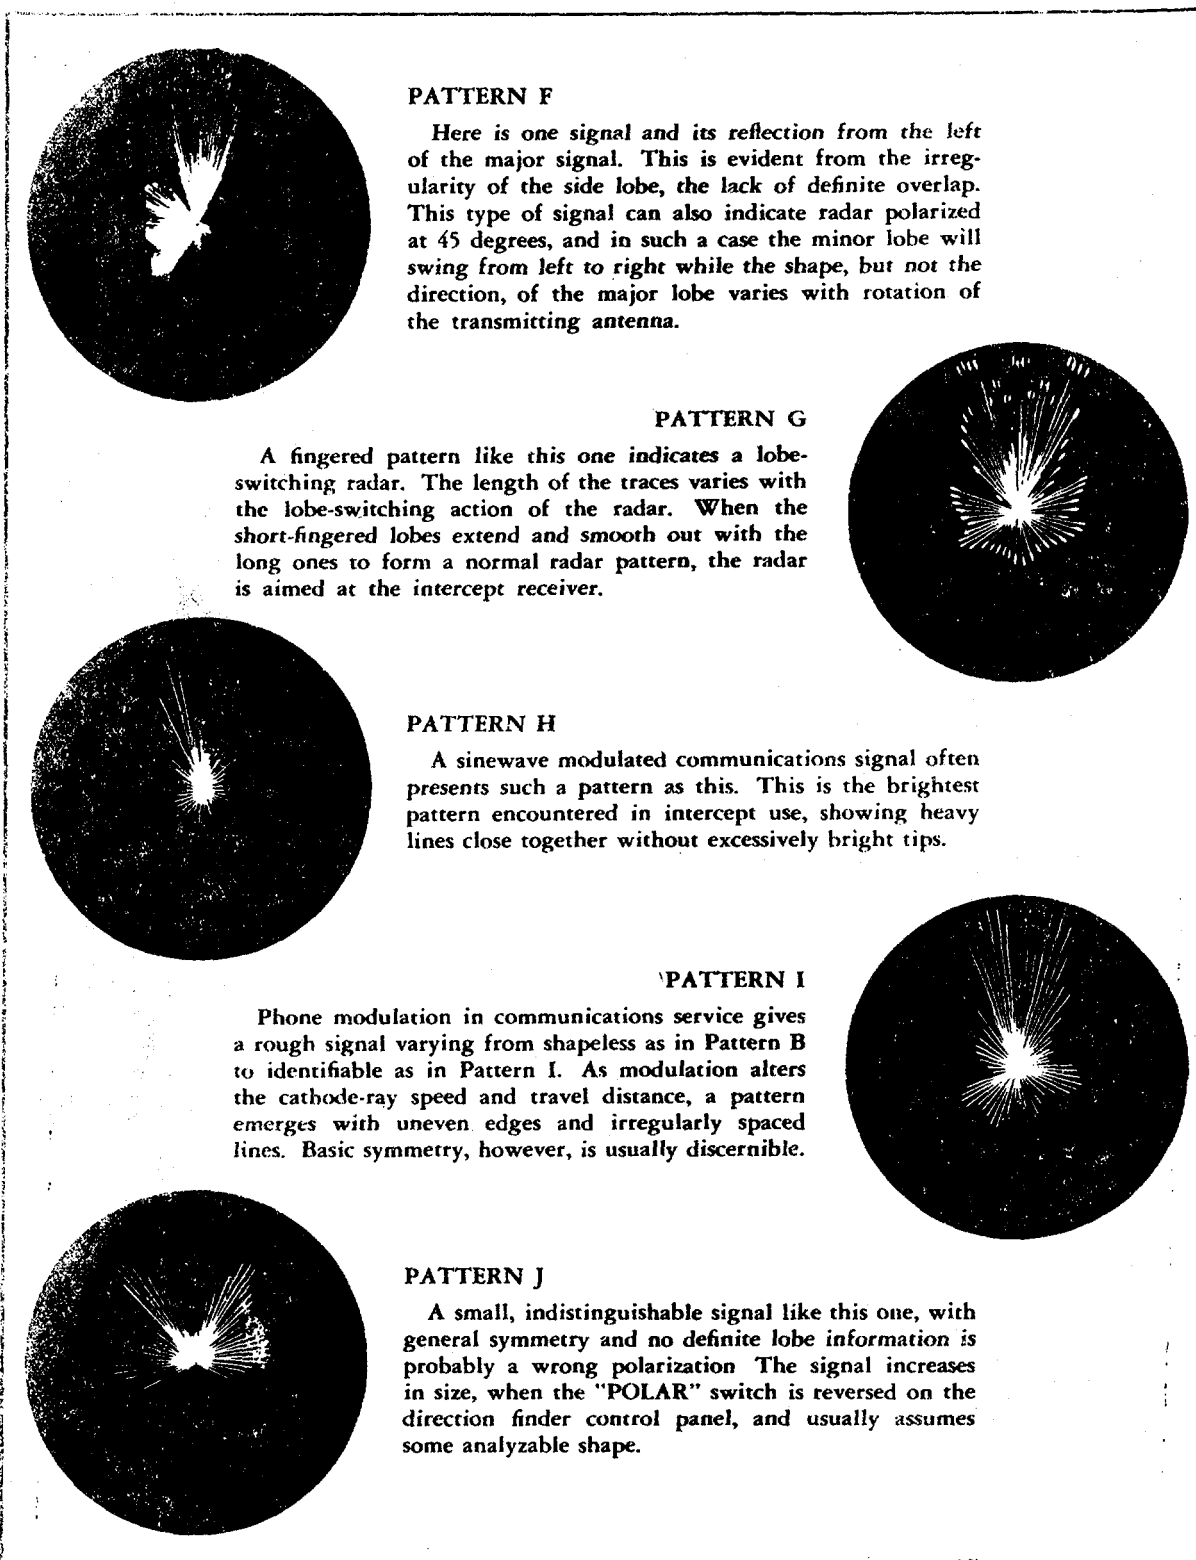 PATTERN F
Here is one signal and its reflection from the left
of the major signal. This is evident from the irreg-
ularity of the side lobe, the lack of definite overlap.
This type of signal can also indicate radar polarized
at 45 degrees, and in such a case the minor lobe will
swing from left to right while the shape, but not the
direction, of the major lobe varies with rotation of
the transmitting antenna.
PATTERN G
A fingered pattern like this one indicates a lobe-
switching radar. The length of the traces varies with
the lobe-switching action of the radar. When the
short-fingered lobes extend and smooth out with the
long ones to form a normal radar pattern, the radar
is aimed at the intercept receiver.
PATTERN H
A sinewave modulated communications signal often
presents such a pattern as this. This is the brightest
pattern encountered in intercept use, showing heavy
lines close together without excessively bright tips.
PATTERN I
Phone modulation in communications service gives
a rough signal varying from shapeless as in Pattern B
to identifiable as in Pattern I. As modulation alters
the cathode-ray speed and travel distance, a pattern
emerges with uneven edges and irregularly spaced
lines. Basic symmetry, however, is usually discernible.
PATTERN J
A small, indistinguishable signal like this one, with
general symmetry and no definite lobe information is
probably a wrong polarization The signal increases
in size, when the "POLAR" switch is reversed on the
direction finder control panel, and usually assumes
some analyzable shape.